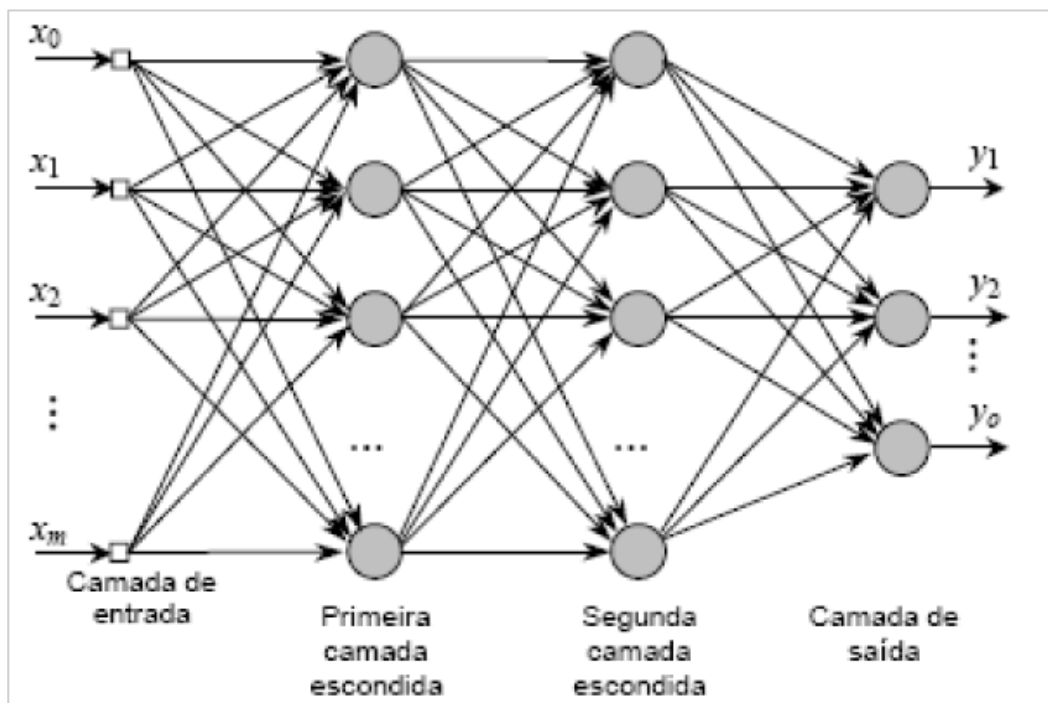 x0
x1
x2
⋮
xm
y1
y2
⋮
yo
...
...
Camada de
entrada
Primeira
camada
escondida
Segunda
camada
escondida
Camada de
saída